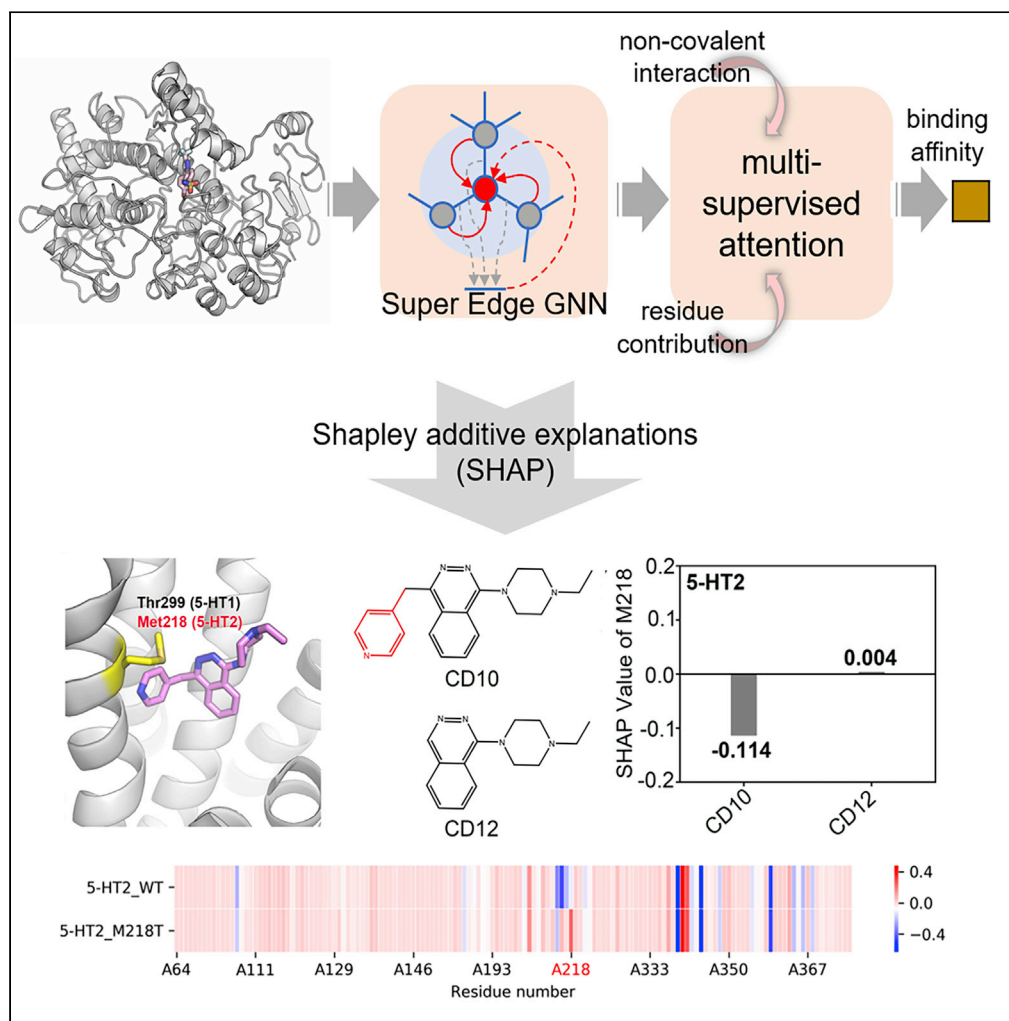 non-covalent
interaction
binding
affinity
multi-
supervised
attention
Super Edge GNN
residue
contribution
Shapley additive explanations
(SHAP)
Thr299 (5-HT1)
Met218 (5-HT2)
N N
N
N
N
CD10
N N
N
N
CD12
SHAP Value of M218
0.2
0.1
0.0
-0.1
-0.2
5-HT2
0.004
-0.114
CD10
CD12
5-HT2_WT
5-HT2_M218T
A64 A111 A129 A146 A193 A218 A333 A350 A367
Residue number
0.4
0.0
−0.4